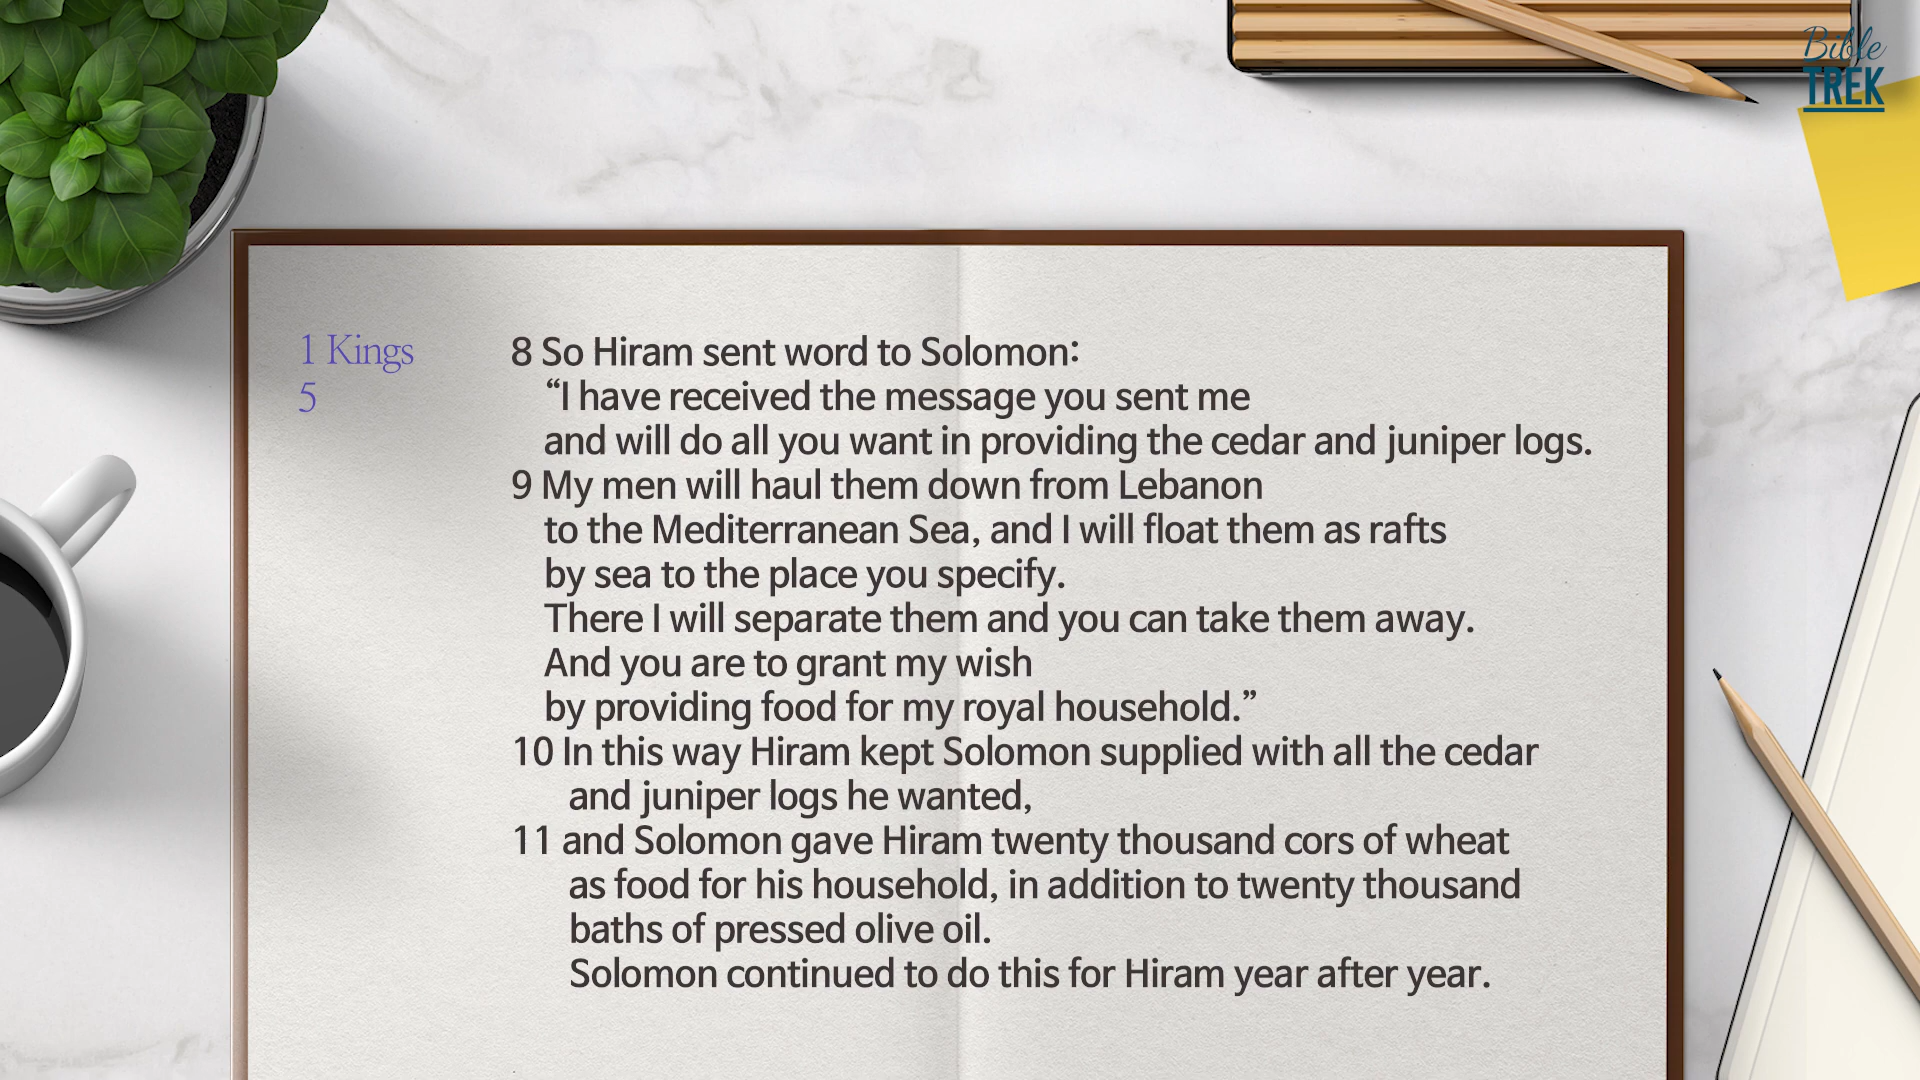 Bible
TREK
1 Kings
5
8 So Hiram sent word to Solomon:
“I have received the message you sent me
and will do all you want in providing the cedar and juniper logs.
9 My men will haul them down from Lebanon
to the Mediterranean Sea, and I will float them as rafts
by sea to the place you specify.
There I will separate them and you can take them away.
And you are to grant my wish
by providing food for my royal household.”
10 In this way Hiram kept Solomon supplied with all the cedar
and juniper logs he wanted,
11 and Solomon gave Hiram twenty thousand cors of wheat
as food for his household, in addition to twenty thousand
baths of pressed olive oil.
Solomon continued to do this for Hiram year after year.